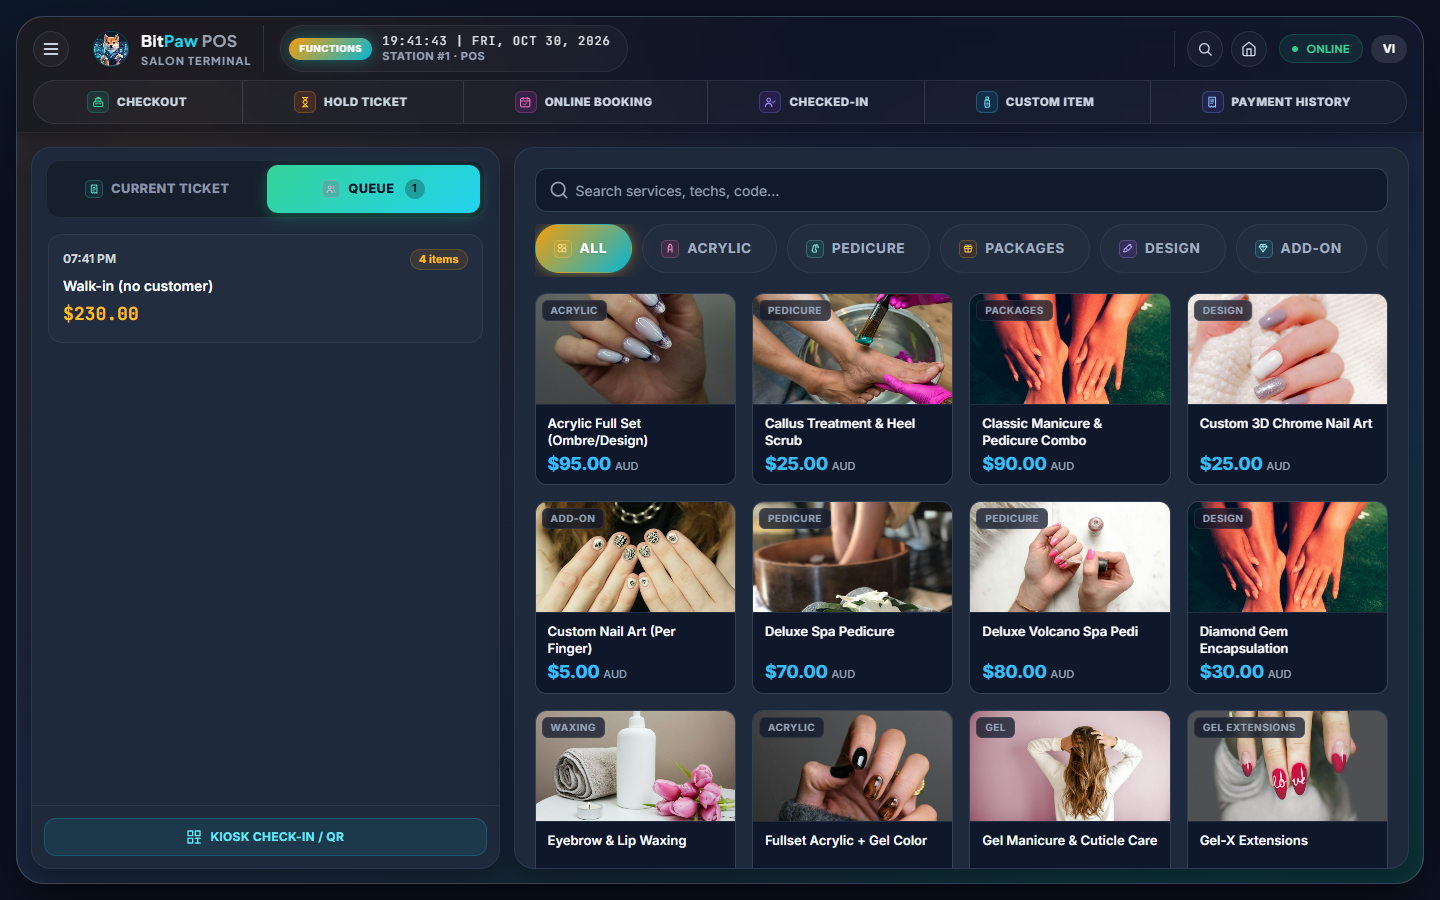 BitPaw POS
SALON TERMINAL
FUNCTIONS
19:41:43 | FRI, OCT 30, 2026
STATION #1 · POS
ONLINE
VI
CHECKOUT
HOLD TICKET
ONLINE BOOKING
CHECKED-IN
CUSTOM ITEM
PAYMENT HISTORY
CURRENT TICKET
QUEUE 1
07:41 PM
4 items
Walk-in (no customer)
$230.00
KIOSK CHECK-IN / QR
Search services, techs, code...
ALL
ACRYLIC
PEDICURE
PACKAGES
DESIGN
ADD-ON
ACRYLIC
Acrylic Full Set
(Ombre/Design)
$95.00 AUD
PEDICURE
Callus Treatment & Heel
Scrub
$25.00 AUD
PACKAGES
Classic Manicure &
Pedicure Combo
$90.00 AUD
DESIGN
Custom 3D Chrome Nail Art
$25.00 AUD
ADD-ON
Custom Nail Art (Per
Finger)
$5.00 AUD
PEDICURE
Deluxe Spa Pedicure
$70.00 AUD
PEDICURE
Deluxe Volcano Spa Pedi
$80.00 AUD
DESIGN
Diamond Gem
Encapsulation
$30.00 AUD
WAXING
Eyebrow & Lip Waxing
ACRYLIC
Fullset Acrylic + Gel Color
GEL
Gel Manicure & Cuticle Care
GEL EXTENSIONS
lo ve
Gel-X Extensions